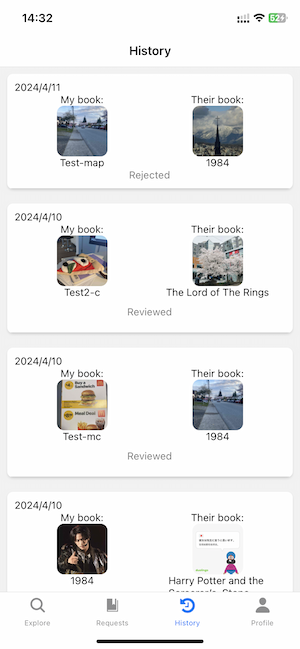 14:32
52
History
2024/4/11
My book:
Their book:
Test-map
1984
Rejected
2024/4/10
My book:
Their book:
Test2-c
The Lord of The Rings
Reviewed
2024/4/10
My book:
Their book:
Buy a
Sandwich
Meal Deal
Test-mc
1984
Reviewed
2024/4/10
My book:
Their book:
1984
Harry Potter and the
Sorcerer's Stone
Explore
Requests
History
Profile